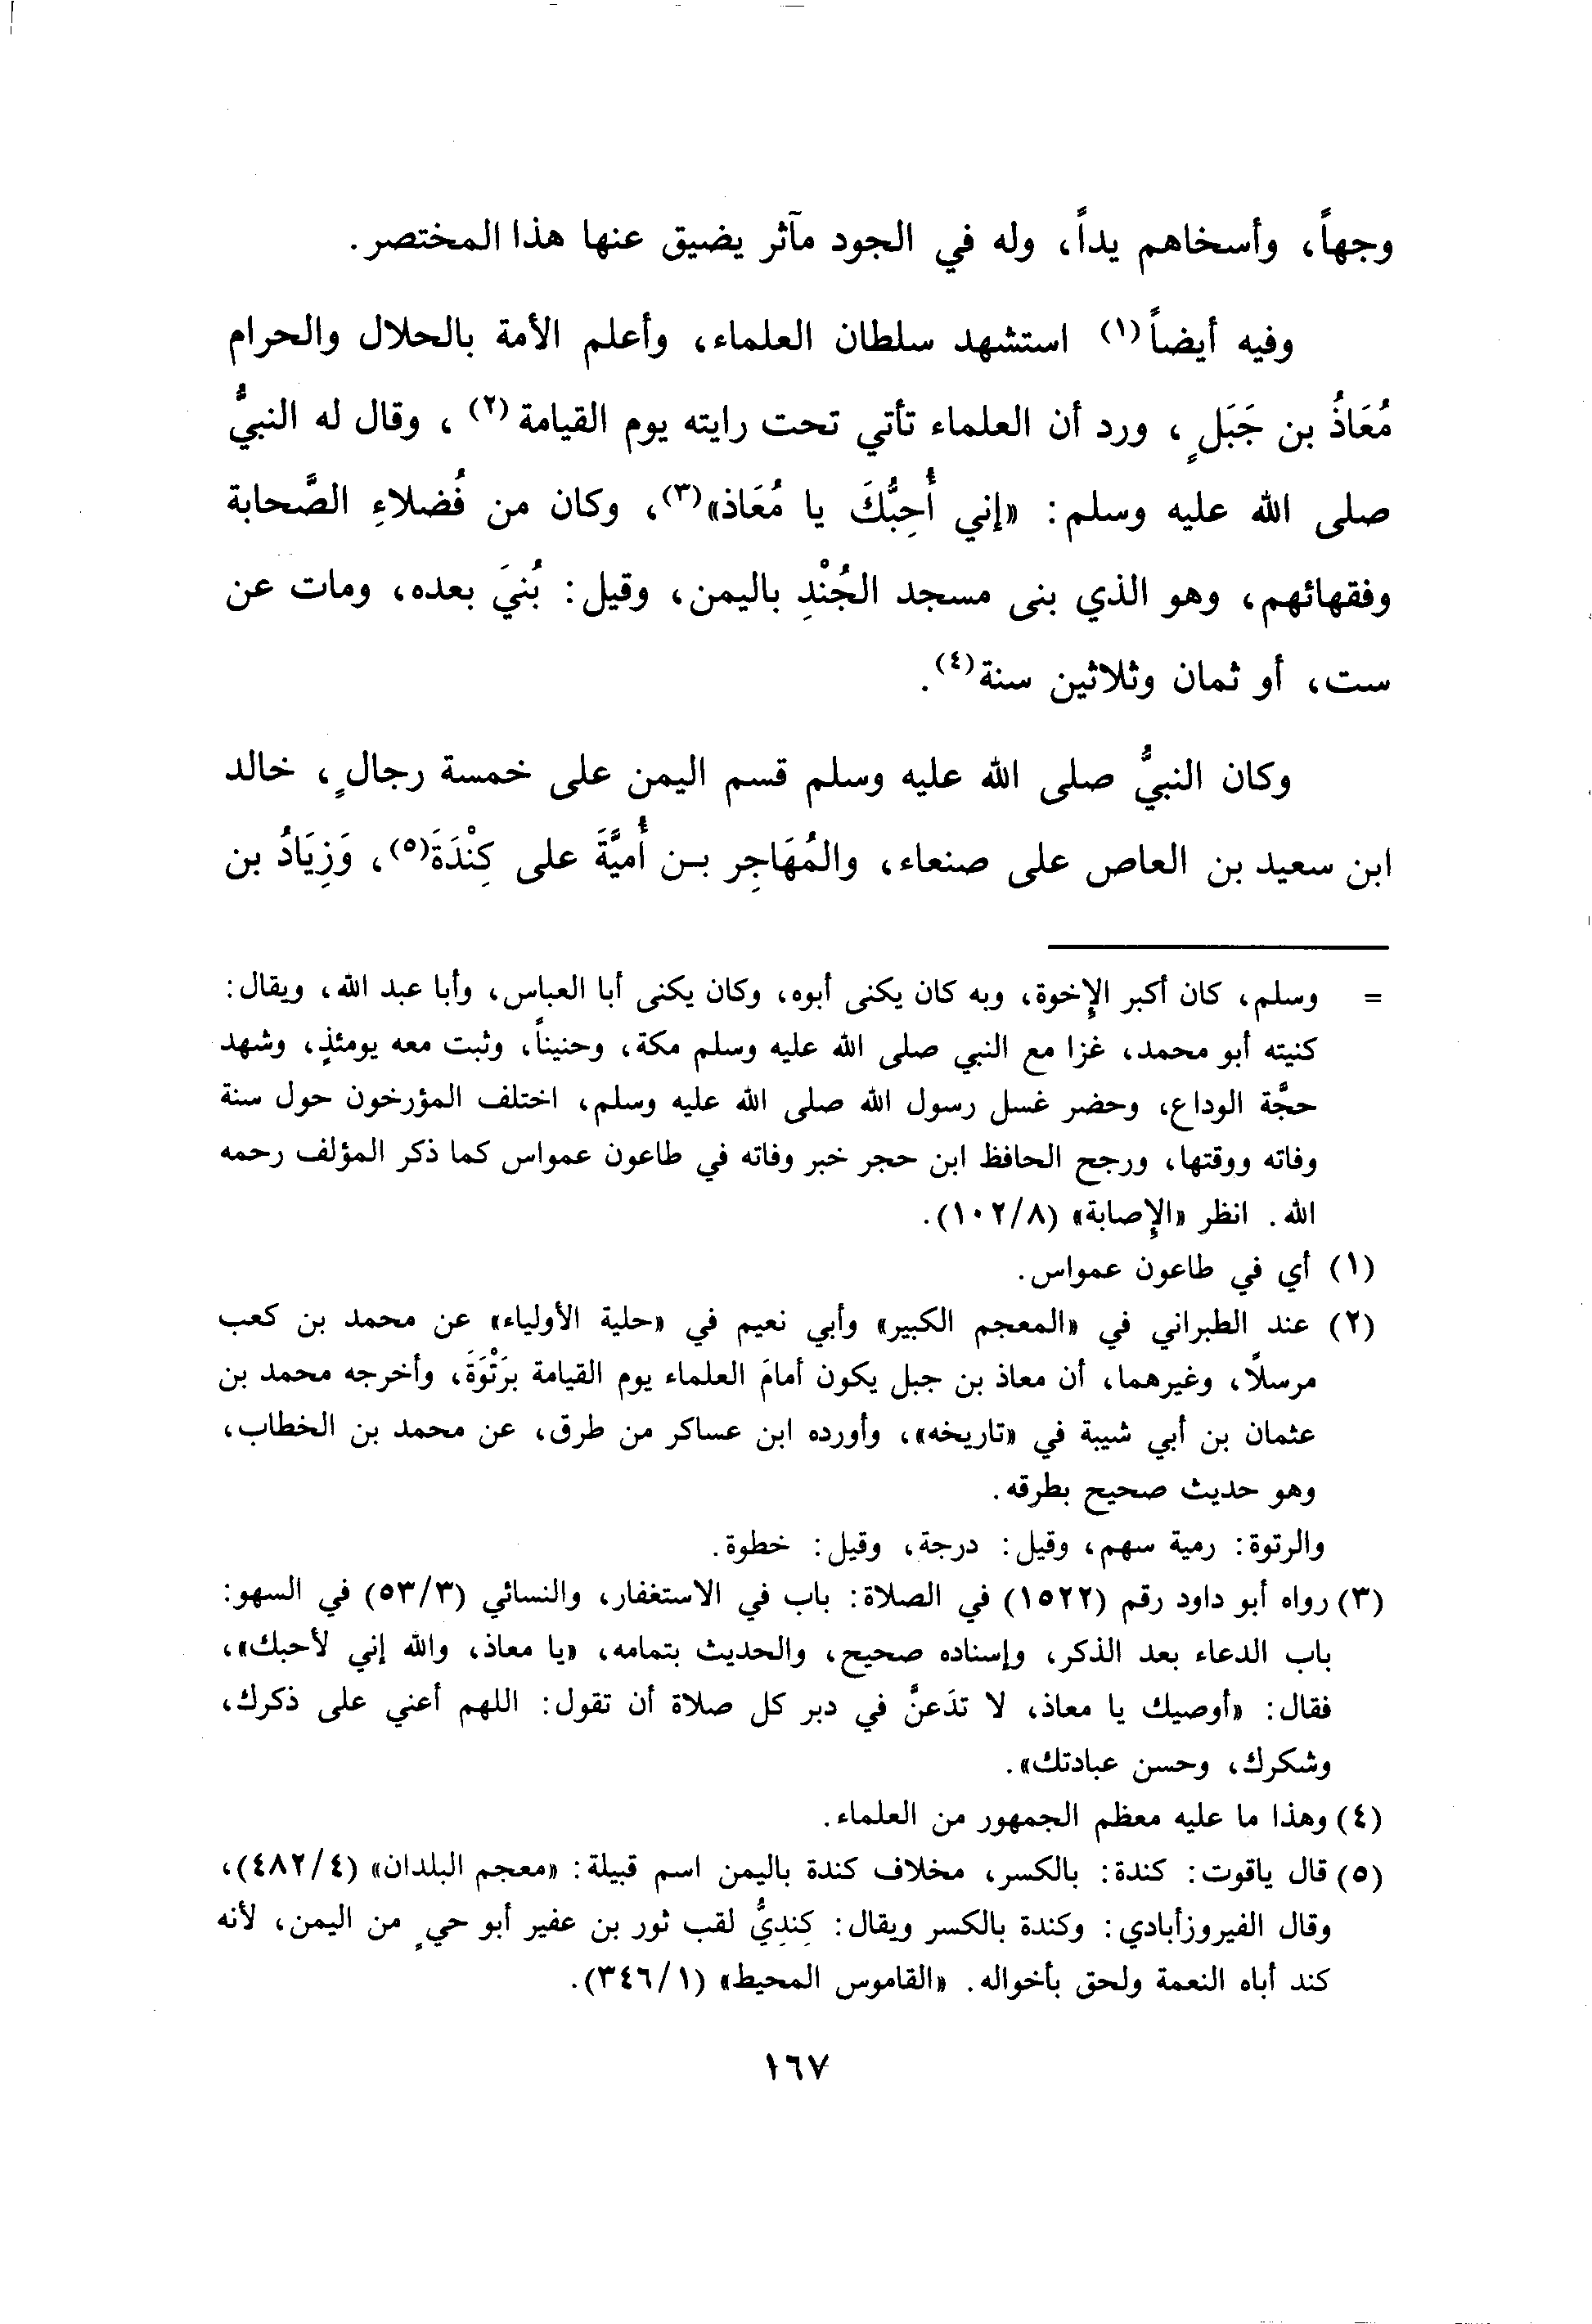 وجهاً، وأسخاهم يداً، وله في الجود مآثر يضيق عنها هذا المختصر.
وفيه أيضاً(١) استشهد سلطان العلماء، وأعلم الأمة بالحلال والحرام
مُعَاذُ بن جَبَلٍ، ورد أن العلماء تأتي تحت رايته يوم القيامة(٢)، وقال له النبيُّ
صلى الله عليه وسلم: «إني أُحِبُّكَ يا مُعَاذ»(٣)، وكان من فُضلاءِ الصَّحابة
وفقهائهم، وهو الذي بنى مسجد الجُنْدِ باليمن، وقيل: بُنيَ بعده، ومات عن
ست، أو ثمان وثلاثين سنة(٤).
وكان النبيُّ صلى الله عليه وسلم قسم اليمن على خمسة رجالٍ، خالد
ابن سعيد بن العاص على صنعاء، والمُهَاجِر بـن أُميَّةَ على كِنْدَةَ(٥)، وَزِيَادُ بن
= وسلم، كان أكبر الإخوة، وبه كان يكنى أبوه، وكان يكنى أبا العباس، وأبا عبد الله، ويقال:
كنيته أبو محمد، غزا مع النبي صلى الله عليه وسلم مكة، وحنيناً، وثبت معه يومئذٍ، وشهد
حجَّة الوداع، وحضر غسل رسول الله صلى الله عليه وسلم، اختلف المؤرخون حول سنة
وفاته ووقتها، ورجح الحافظ ابن حجر خبر وفاته في طاعون عمواس كما ذكر المؤلف رحمه
الله. انظر «الإصابة» (١٠٢/٨).
(١) أي في طاعون عمواس.
(٢) عند الطبراني في «المعجم الكبير» وأبي نعيم في «حلية الأولياء» عن محمد بن كعب
مرسلًا، وغيرهما، أن معاذ بن جبل يكون أمامَ العلماء يوم القيامة برَتْوَةَ، وأخرجه محمد بن
عثمان بن أبي شيبة في «تاريخه»، وأورده ابن عساكر من طرق، عن محمد بن الخطاب،
وهو حديث صحيح بطرقه.
والرتوة: رمية سهم، وقيل: درجة، وقيل: خطوة.
(٣) رواه أبو داود رقم (١٥٢٢) في الصلاة: باب في الاستغفار، والنسائي (٥٣/٣) في السهو:
باب الدعاء بعد الذكر، وإسناده صحيح، والحديث بتمامه، «يا معاذ، والله إني لأحبك»،
فقال: «أوصيك يا معاذ، لا تدَعنَّ في دبر كل صلاة أن تقول: اللهم أعني على ذكرك،
وشكرك، وحسن عبادتك».
(٤) وهذا ما عليه معظم الجمهور من العلماء.
(٥) قال ياقوت: كندة: بالكسر، مخلاف كندة باليمن اسم قبيلة: «معجم البلدان» (٤٨٢/٤)،
وقال الفيروزأبادي: وكندة بالكسر ويقال: كِندِيُّ لقب ثور بن عفير أبو حيٍ من اليمن، لأنه
كند أباه النعمة ولحق بأخواله. «القاموس المحيط» (٣٤٦/١).
١٦٧